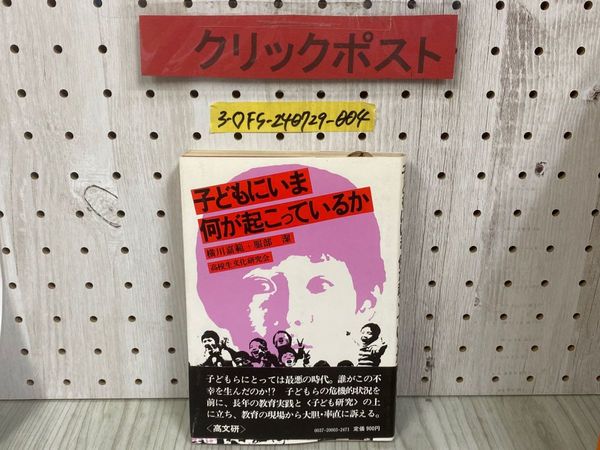 クリックポスト
3-◇FS-240729-004
子どもにいま
何が起こっているか
横川嘉範・服部 潔
高校生文化研究会
子どもらにとっては最悪の時代。誰がこの不
幸を生んだのか!? 子どもらの危機的状況を
前に、長年の教育実践と〈子ども研究〉の上
に立ち、教育の現場から大胆・率直に訴える。
〈高文研〉
0037-20003-2471 定価 900円